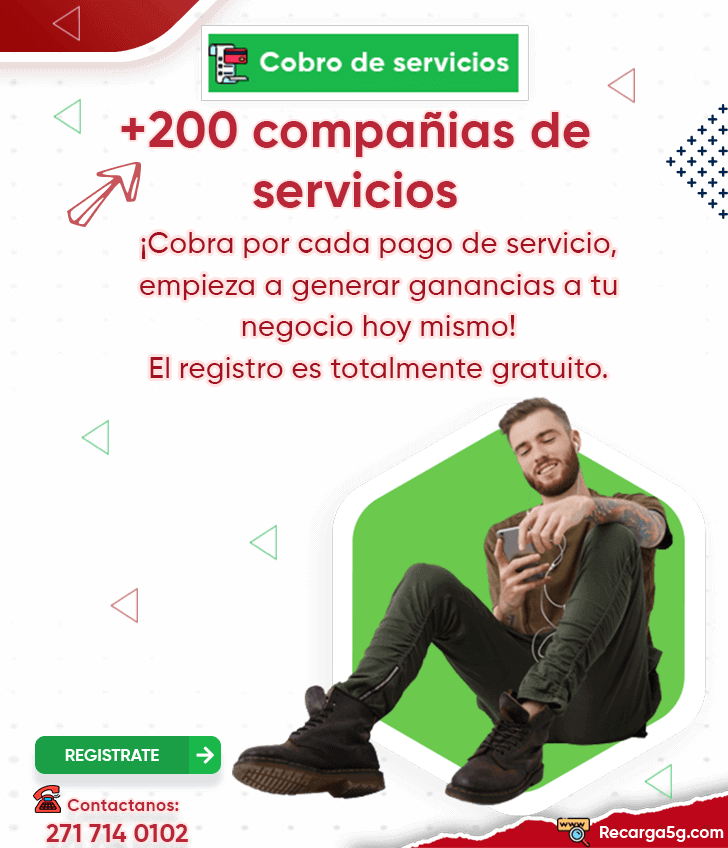 Cobro de servicios
+200 compañias de
servicios
¡Cobra por cada pago de servicio,
empieza a generar ganancias a tu
negocio hoy mismo!
El registro es totalmente gratuito.
REGISTRATE
Contactanos:
271 714 0102
www
Recarga5g.com